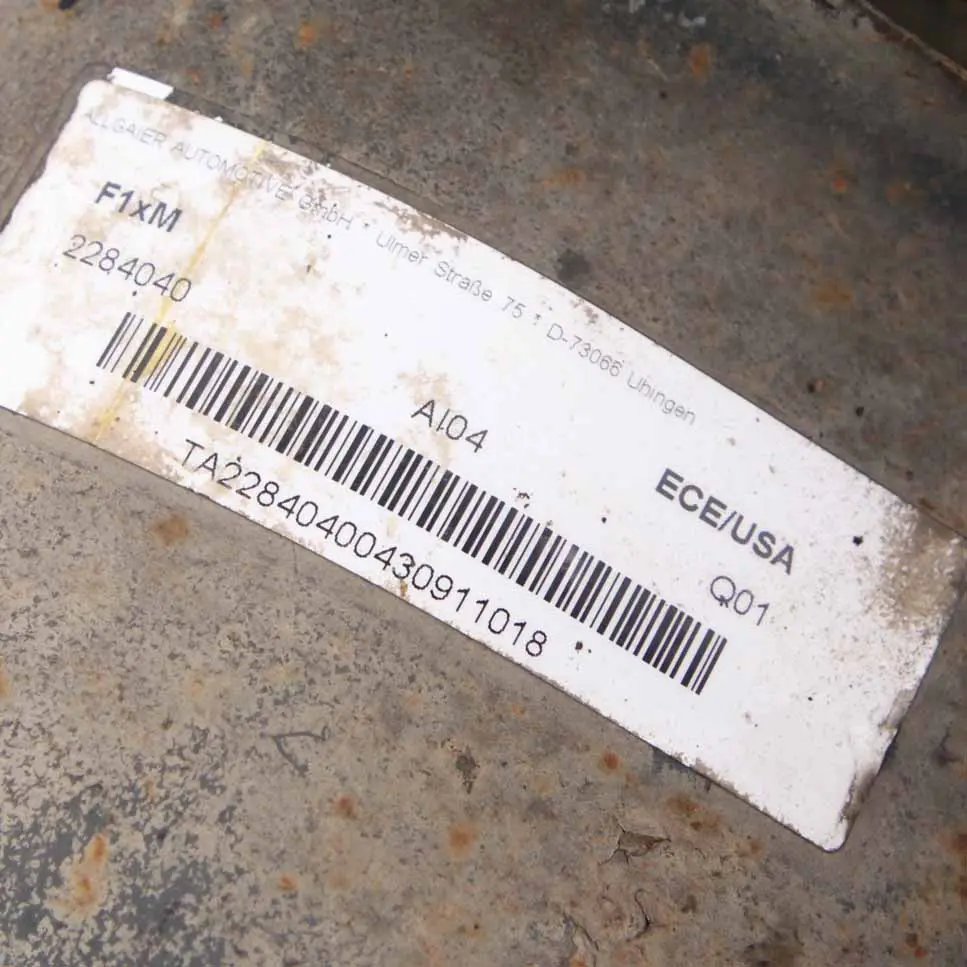 ALLGAIER AUTOMOTIVE GmbH * Ulmer Straße 75 * D-73066 Uhingen
F1xM
2284040
AI04
ECE/USA
Q01
TA22840400430911018